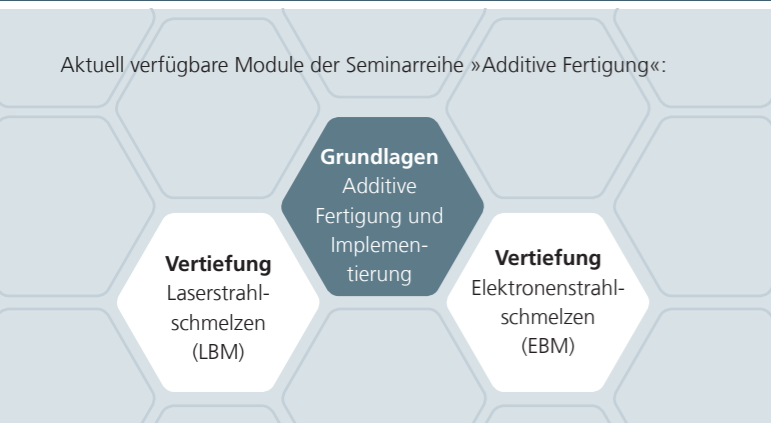 Aktuell verfügbare Module der Seminarreihe »Additive Fertigung«:
Grundlagen
Additive
Fertigung und
Implemen-
tierung
Vertiefung
Laserstrahl-
schmelzen
(LBM)
Vertiefung
Elektronenstrahl-
schmelzen
(EBM)